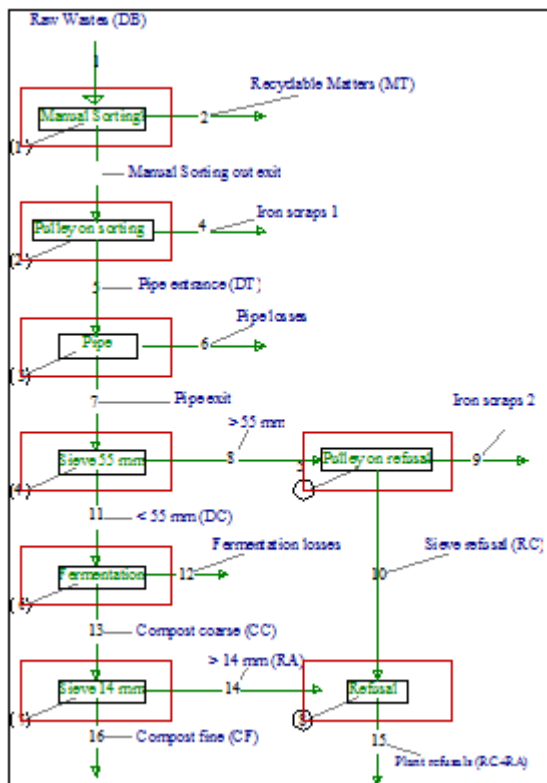 Raw Wastes (DB)
1
Recyclable Matters (MT)
Manual Sorting
2
(1)
Manual Sorting out exit
Iron scraps 1
Pulley on sorting
4
(2)
5
Pipe entrance (DT)
Pipe losses
Pipe
6
(3)
7
Pipe exit
> 55 mm
Iron scraps 2
Sieve 55 mm
8
Pulley on refusal
9
(4)
11
< 55 mm (DC)
Fermentation losses
Sieve refusal (RC)
Fermentation
12
10
13
Compost coarse (CC)
> 14 mm (RA)
Sieve 14 mm
14
Refusal
16
Compost fine (CF)
15
Plant refusals (RC+RA)